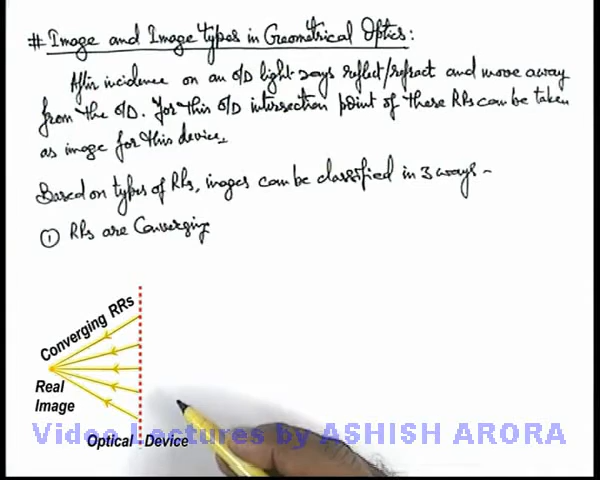 # Image and Image types in Geometrical Optics:
After incidence on an O/D light rays reflect/refract and move away
from the O/D. For this O/D intersection point of these RRs can be taken
as image for this device.
Based on types of RRs, images can be classified in 3 ways -
① RRs are Converging
Converging RRs
Real
Image
Optical Device
Video Lectures by ASHISH ARORA